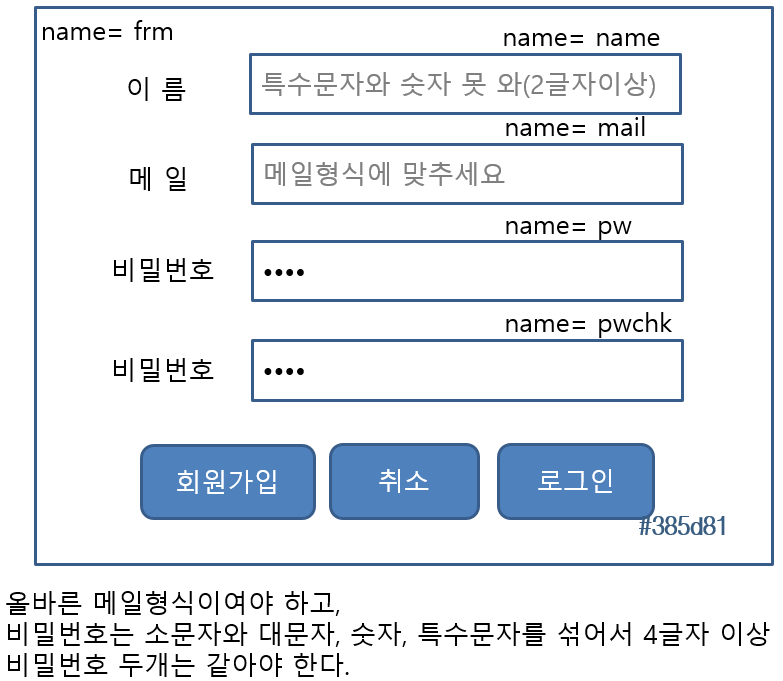 name= frm
name= name
이 름
특수문자와 숫자 못 와(2글자이상)
name= mail
메 일
메일형식에 맞추세요
name= pw
비밀번호
••••
name= pwchk
비밀번호
••••
회원가입 취소 로그인
#385d81
올바른 메일형식이여야 하고,
비밀번호는 소문자와 대문자, 숫자, 특수문자를 섞어서 4글자 이상
비밀번호 두개는 같아야 한다.